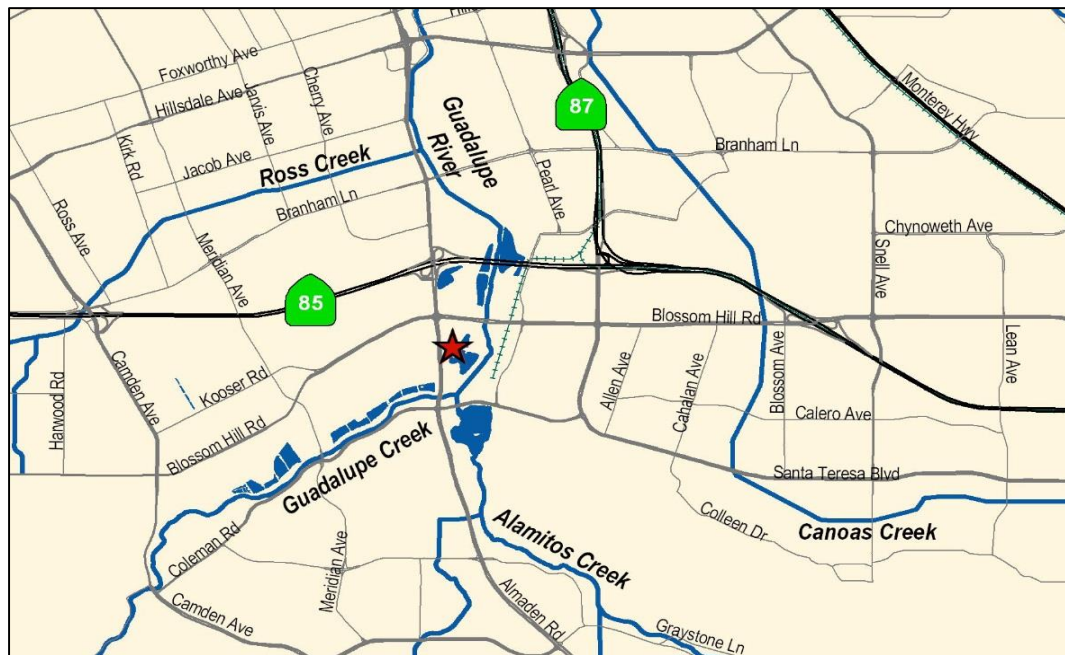 Foxworthy Ave
Hillsdale Ave
Jarvis Ave
Cherry Ave
Kirk Rd
Jacob Ave
Ross Creek
Guadalupe
River
87
Monterey Hwy
Branham Ln
Pearl Ave
Branham Ln
Ross Ave
Meridian Ave
Chynoweth Ave
Snell Ave
85
Blossom Hill Rd
Lean Ave
Harwood Rd
Camden Ave
Kooser Rd
Allen Ave
Cahalan Ave
Blossom Ave
Calero Ave
Blossom Hill Rd
Guadalupe Creek
Santa Teresa Blvd
Coleman Rd
Colleen Dr
Canoas Creek
Alamitos Creek
Meridian Ave
Camden Ave
Almaden Rd
Graystone Ln